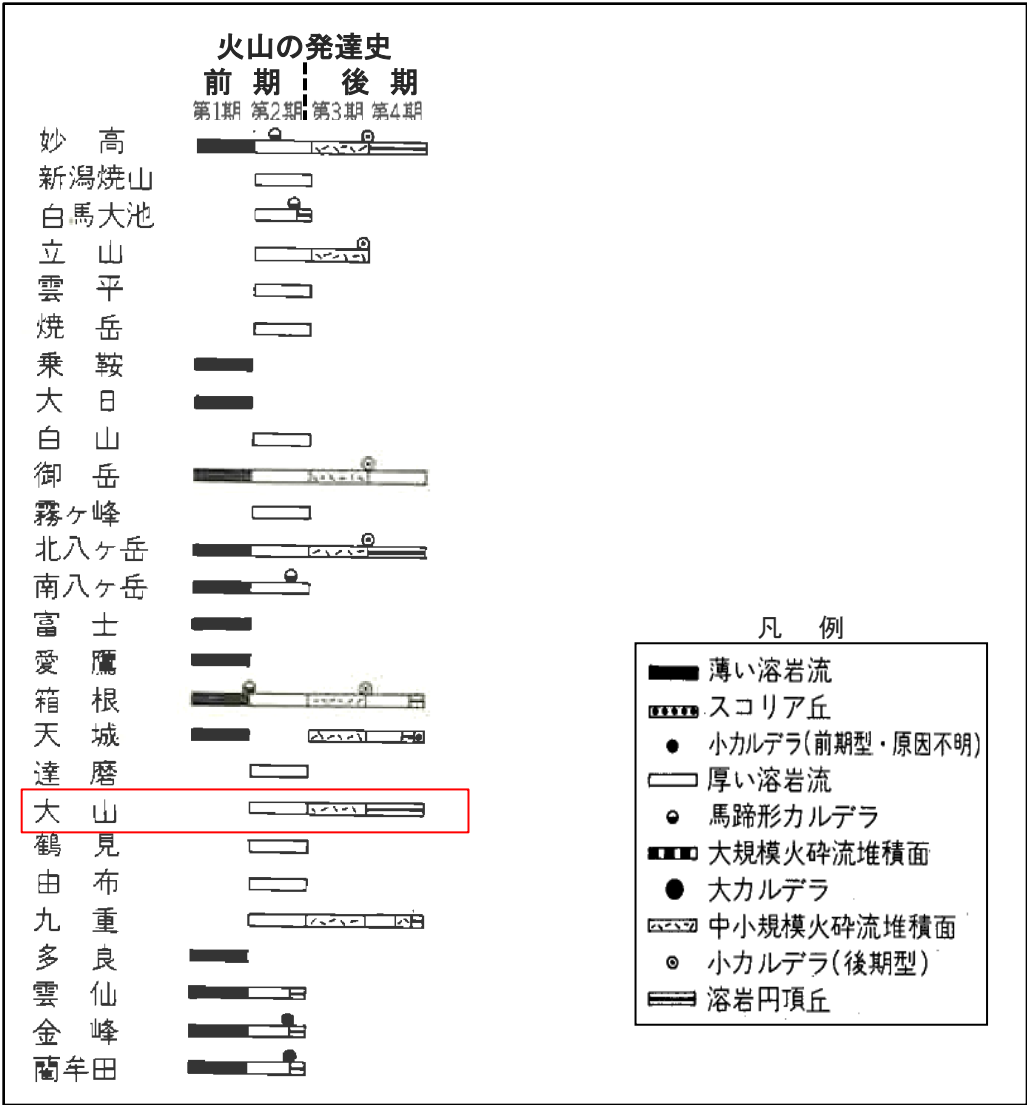 火山の発達史
前期 後期
第1期 第2期 第3期 第4期
妙高
新潟焼山
白馬大池
立山
雲平
焼岳
乗鞍
大日
白山
御岳
霧ヶ峰
北八ヶ岳
南八ヶ岳
富士
愛鷹
箱根
天城
達磨
大山
鶴見
由布
九重
多良
雲仙
金峰
藺牟田
凡例
薄い溶岩流
スコリア丘
小カルデラ(前期型・原因不明)
厚い溶岩流
馬蹄形カルデラ
大規模火砕流堆積面
大カルデラ
中小規模火砕流堆積面
小カルデラ(後期型)
溶岩円頂丘